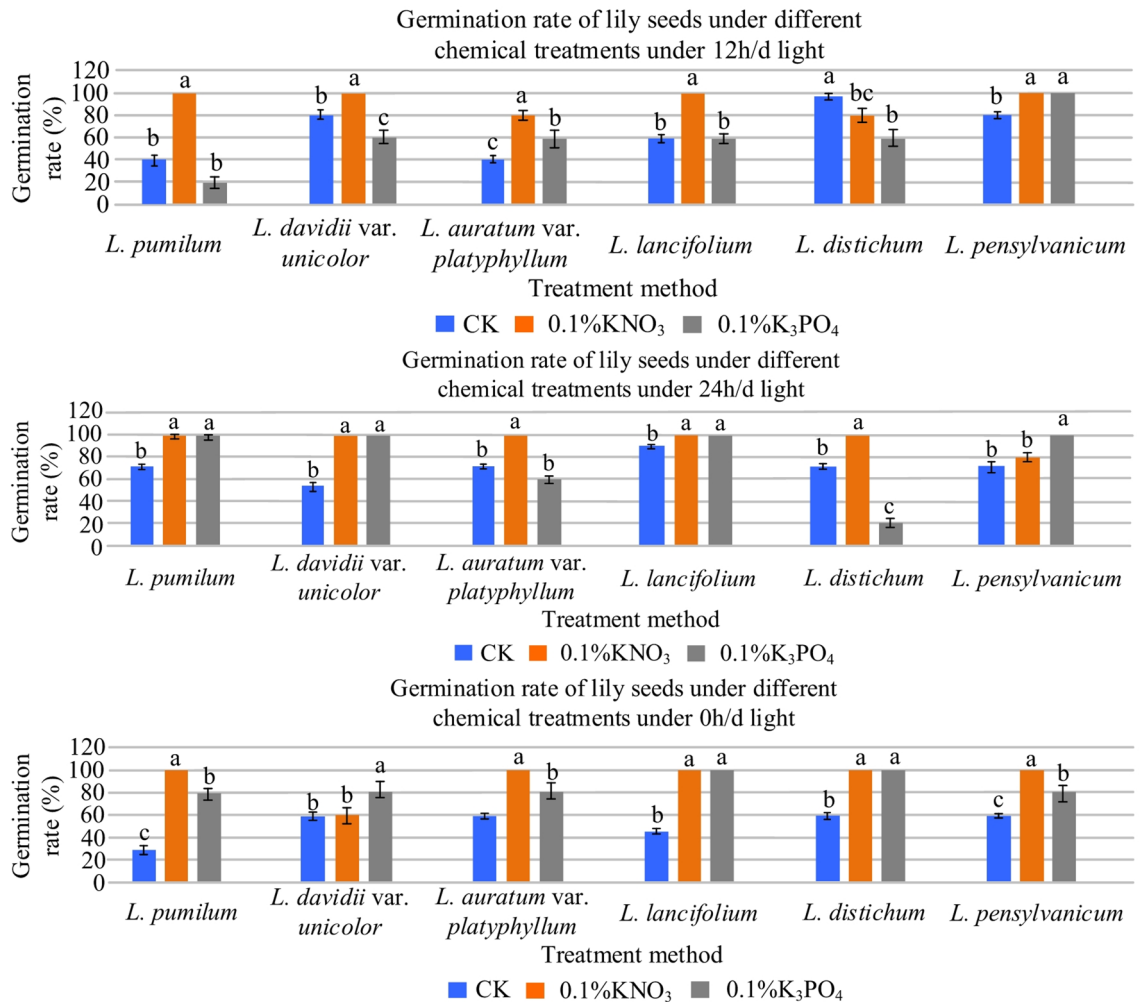 Germination rate of lily seeds under different
chemical treatments under 12h/d light
Germination
rate (%)
120
100
80
60
40
20
0
b
a
b
b
a
c
c
a
b
b
a
b
a
bc
b
b
a
a
L. pumilum
L. davidii var.
unicolor
L. auratum var.
platyphyllum
L. lancifolium
L. distichum
L. pensylvanicum
Treatment method
CK 0.1%KNO₃ 0.1%K₃PO₄
Germination rate of lily seeds under different
chemical treatments under 24h/d light
Germination
rate (%)
120
100
80
60
40
20
0
b
a
a
b
a
a
b
a
b
b
a
a
b
a
c
b
b
a
L. pumilum
L. davidii var.
unicolor
L. auratum var.
platyphyllum
L. lancifolium
L. distichum
L. pensylvanicum
Treatment method
CK 0.1%KNO₃ 0.1%K₃PO₄
Germination rate of lily seeds under different
chemical treatments under 0h/d light
Germination
rate (%)
120
100
80
60
40
20
0
c
a
b
b
b
a
a
b
b
a
a
b
a
a
c
a
b
L. pumilum
L. davidii var.
unicolor
L. auratum var.
platyphyllum
L. lancifolium
L. distichum
L. pensylvanicum
Treatment method
CK 0.1%KNO₃ 0.1%K₃PO₄